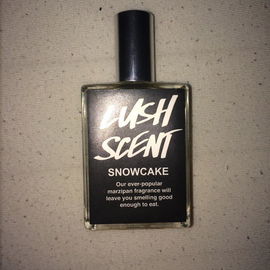 LUSH
SCENT
SNOWCAKE
Our ever-popular
marzipan fragrance will
leave you smelling good
enough to eat.